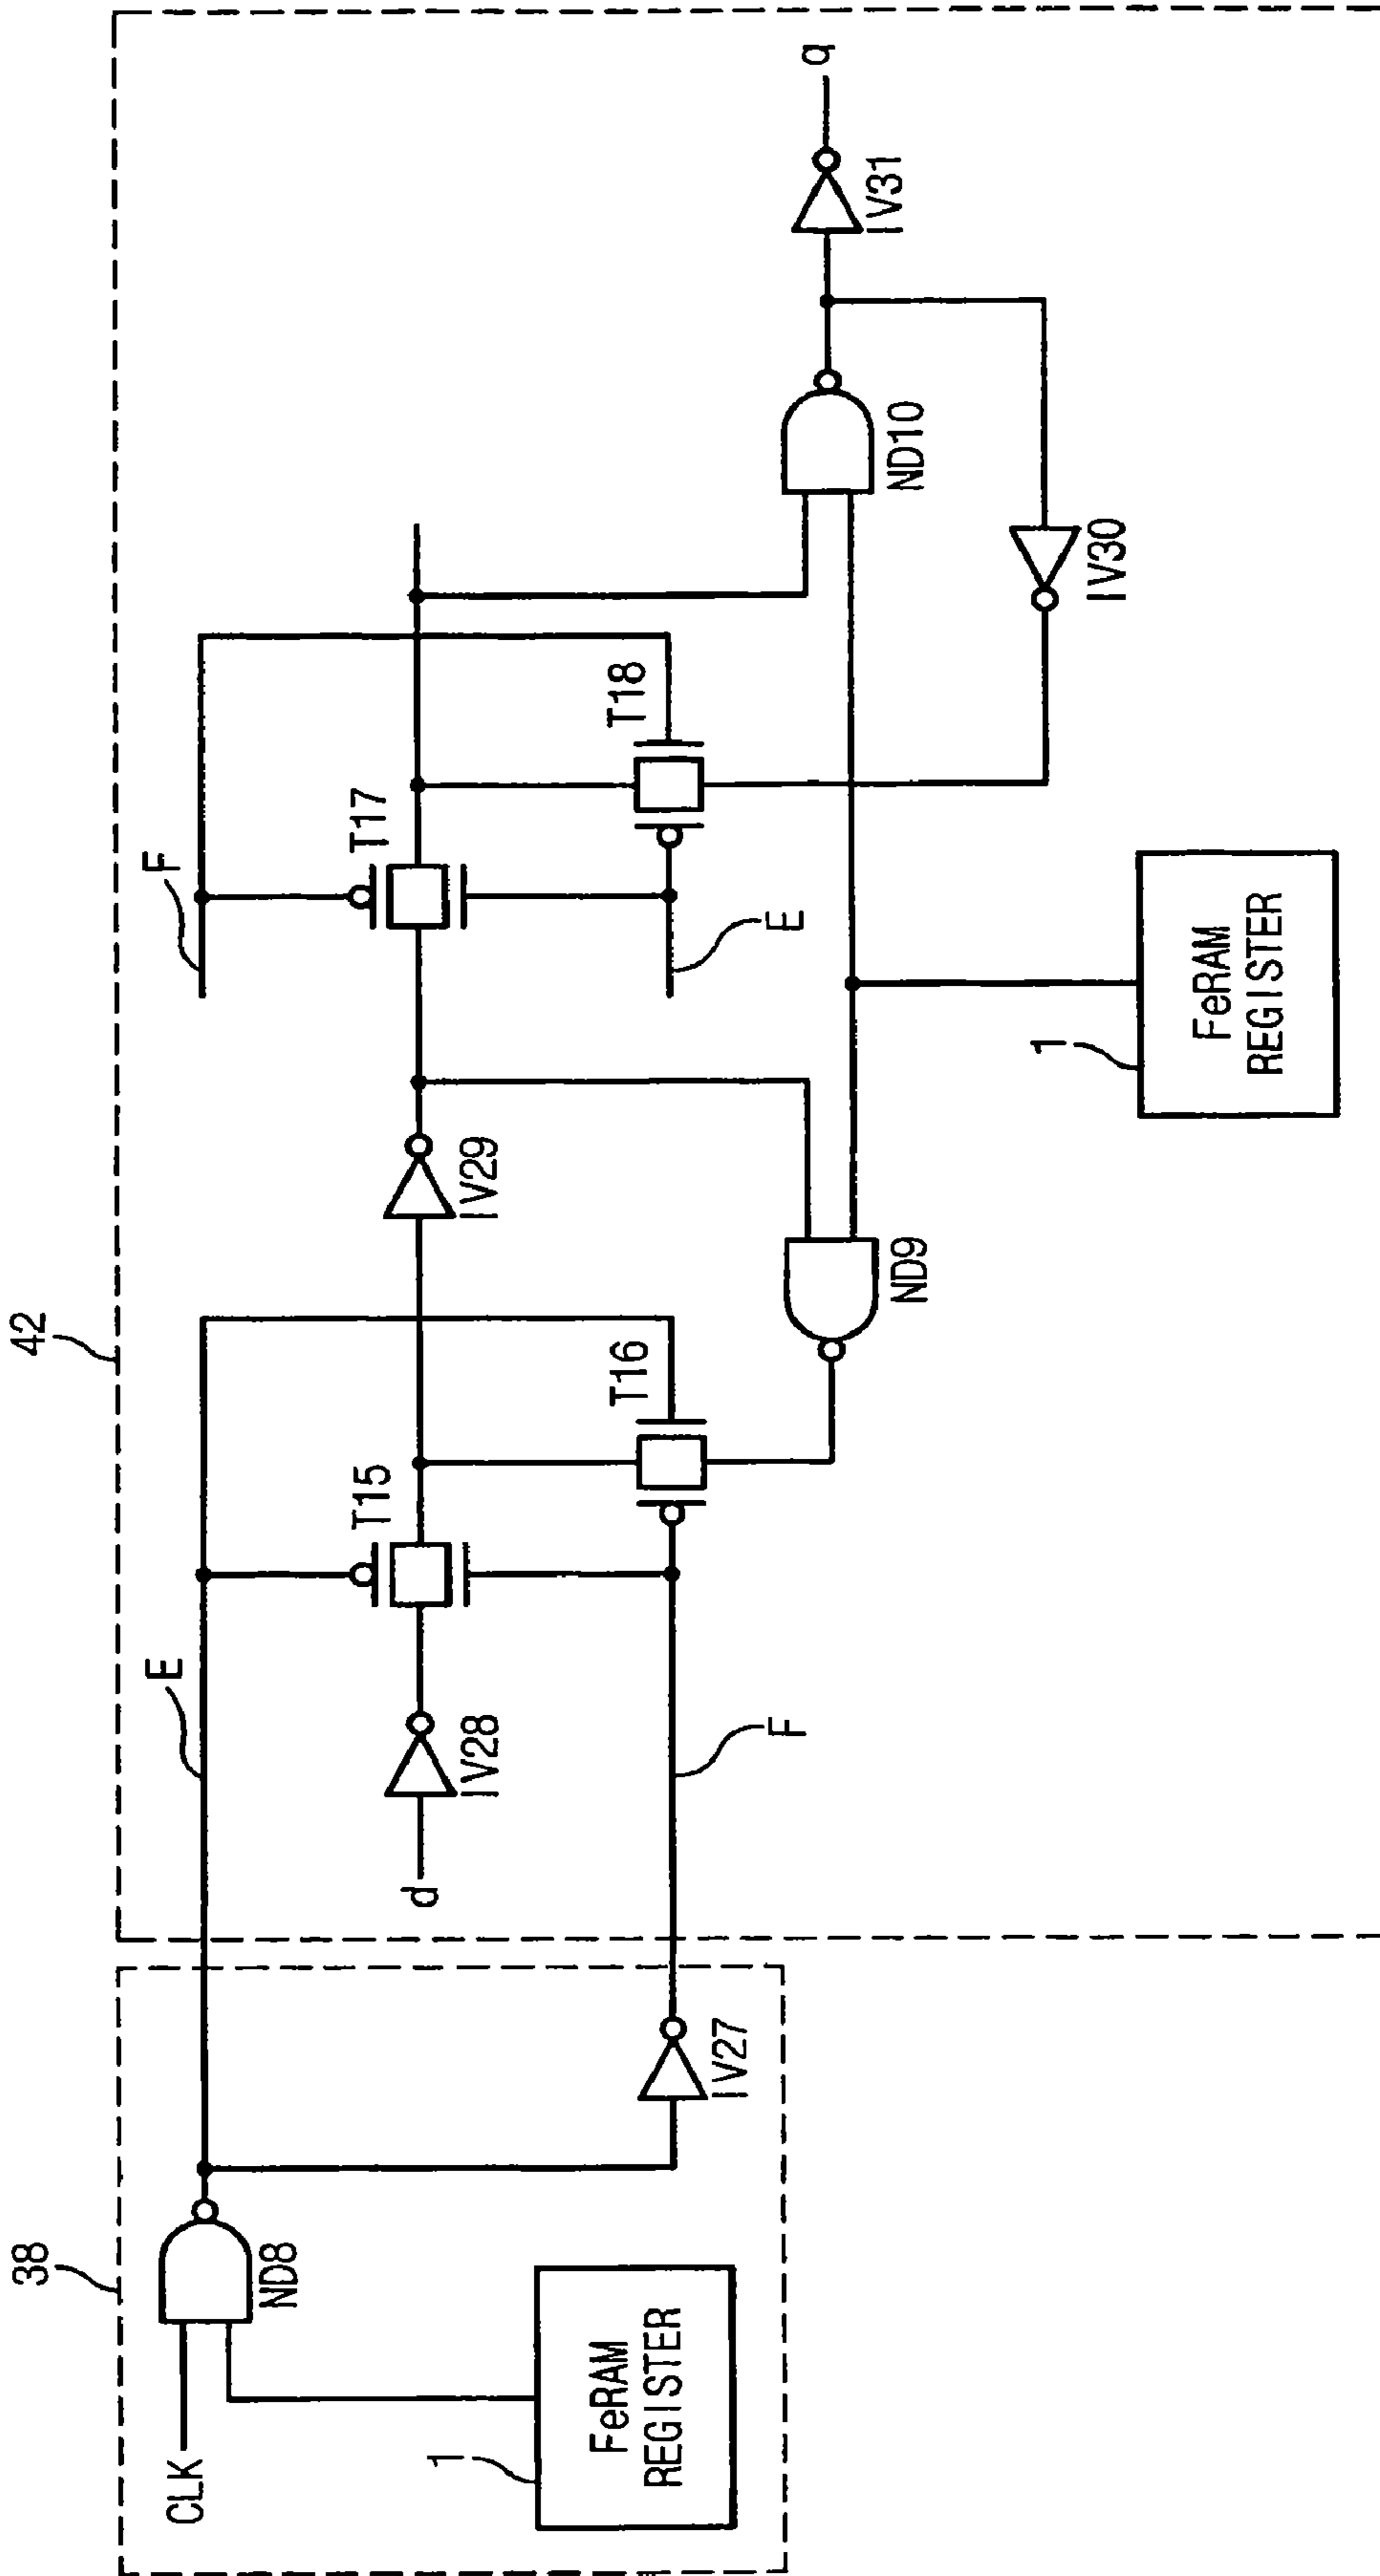 38
CLK
ND8
1
FeRAM
REGISTER
IV27
42
E
d
IV28
F
T15
T16
IV29
ND9
F
E
T17
T18
1
FeRAM
REGISTER
ND10
IV30
IV31
q